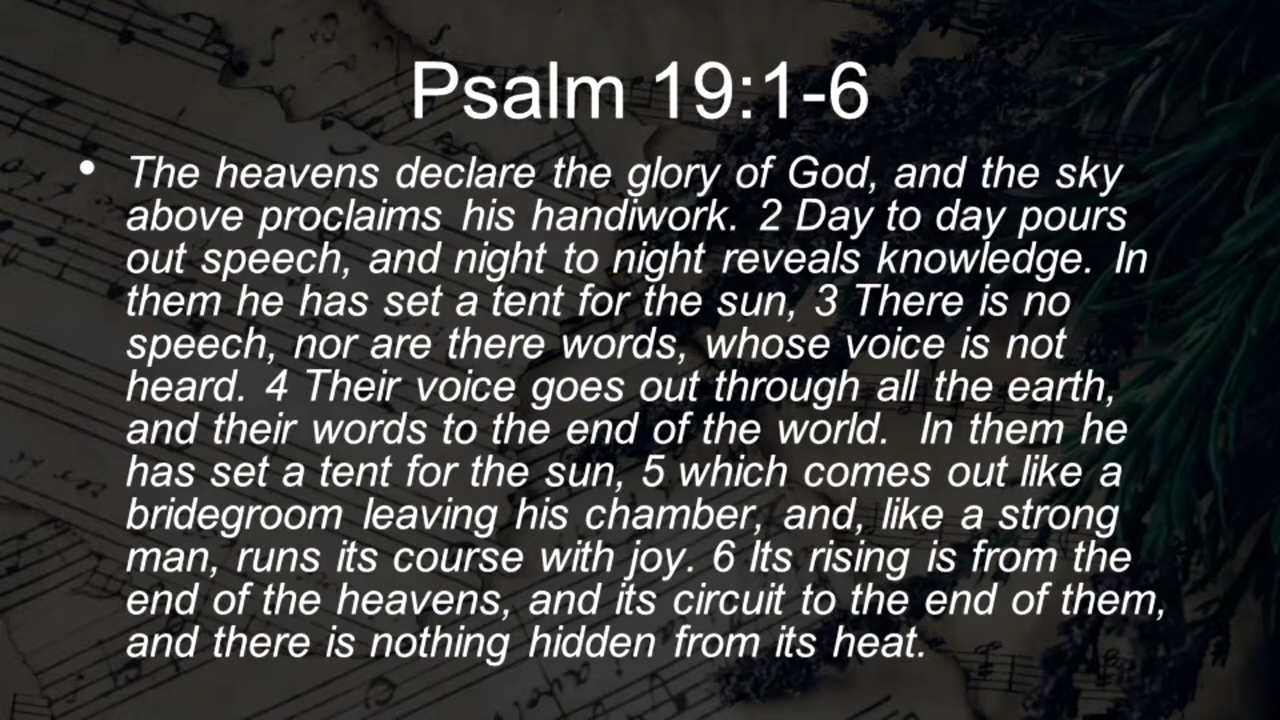 Psalm 19:1-6
• The heavens declare the glory of God, and the sky
above proclaims his handiwork. 2 Day to day pours
out speech, and night to night reveals knowledge. In
them he has set a tent for the sun, 3 There is no
speech, nor are there words, whose voice is not
heard. 4 Their voice goes out through all the earth,
and their words to the end of the world. In them he
has set a tent for the sun, 5 which comes out like a
bridegroom leaving his chamber, and, like a strong
man, runs its course with joy. 6 Its rising is from the
end of the heavens, and its circuit to the end of them,
and there is nothing hidden from its heat.